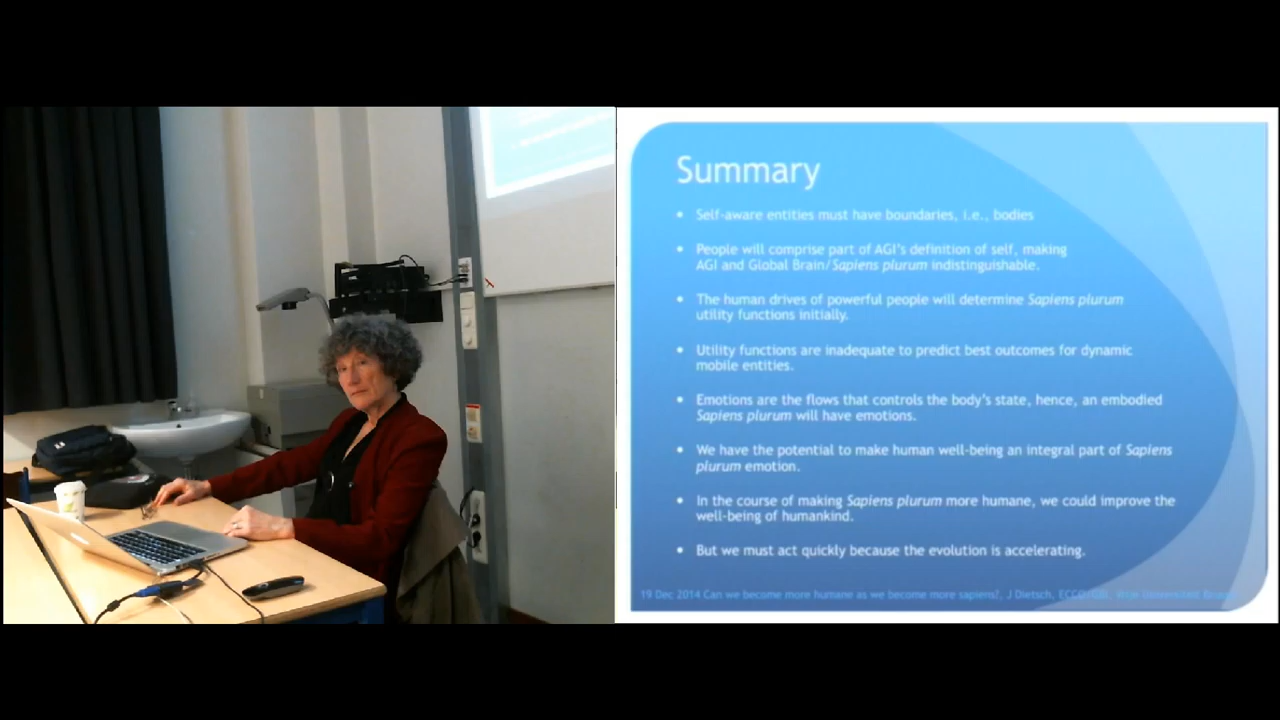 Summary
• Self-aware entities must have boundaries, i.e., bodies
• People will comprise part of AGI's definition of self, making
AGI and Global Brain/Sapiens plurum indistinguishable.
• The human drives of powerful people will determine Sapiens plurum
utility functions initially.
• Utility functions are inadequate to predict best outcomes for dynamic
mobile entities.
• Emotions are the flows that controls the body's state, hence, an embodied
Sapiens plurum will have emotions.
• We have the potential to make human well-being an integral part of Sapiens
plurum emotion.
• In the course of making Sapiens plurum more humane, we could improve the
well-being of humankind.
• But we must act quickly because the evolution is accelerating.
19 Dec 2014 Can we become more humane as we become more sapiens?, J Dietsch,